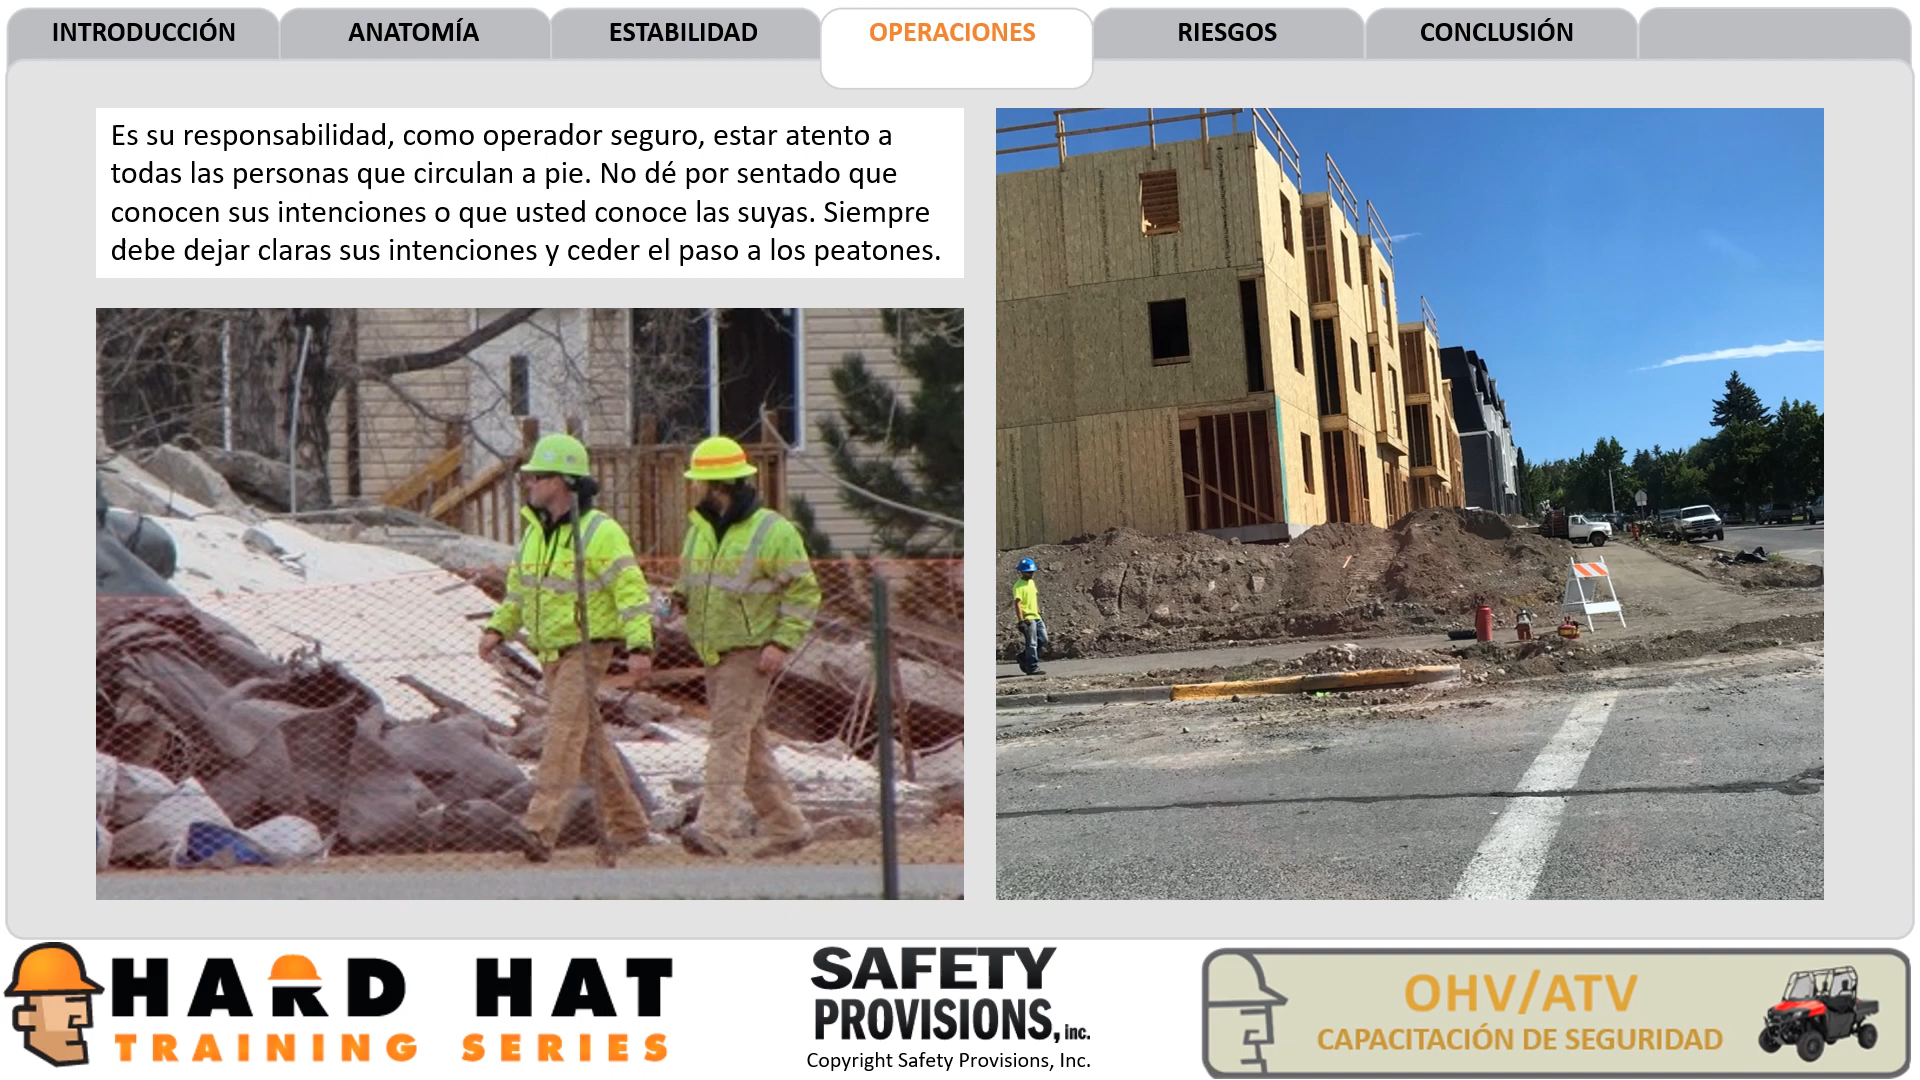 INTRODUCCIÓN
ANATOMÍA
ESTABILIDAD
OPERACIONES
RIESGOS
CONCLUSIÓN
Es su responsabilidad, como operador seguro, estar atento a
todas las personas que circulan a pie. No dé por sentado que
conocen sus intenciones o que usted conoce las suyas. Siempre
debe dejar claras sus intenciones y ceder el paso a los peatones.
HARD HAT
TRAINING SERIES
SAFETY
PROVISIONS, inc.
Copyright Safety Provisions, Inc.
OHV/ATV
CAPACITACIÓN DE SEGURIDAD